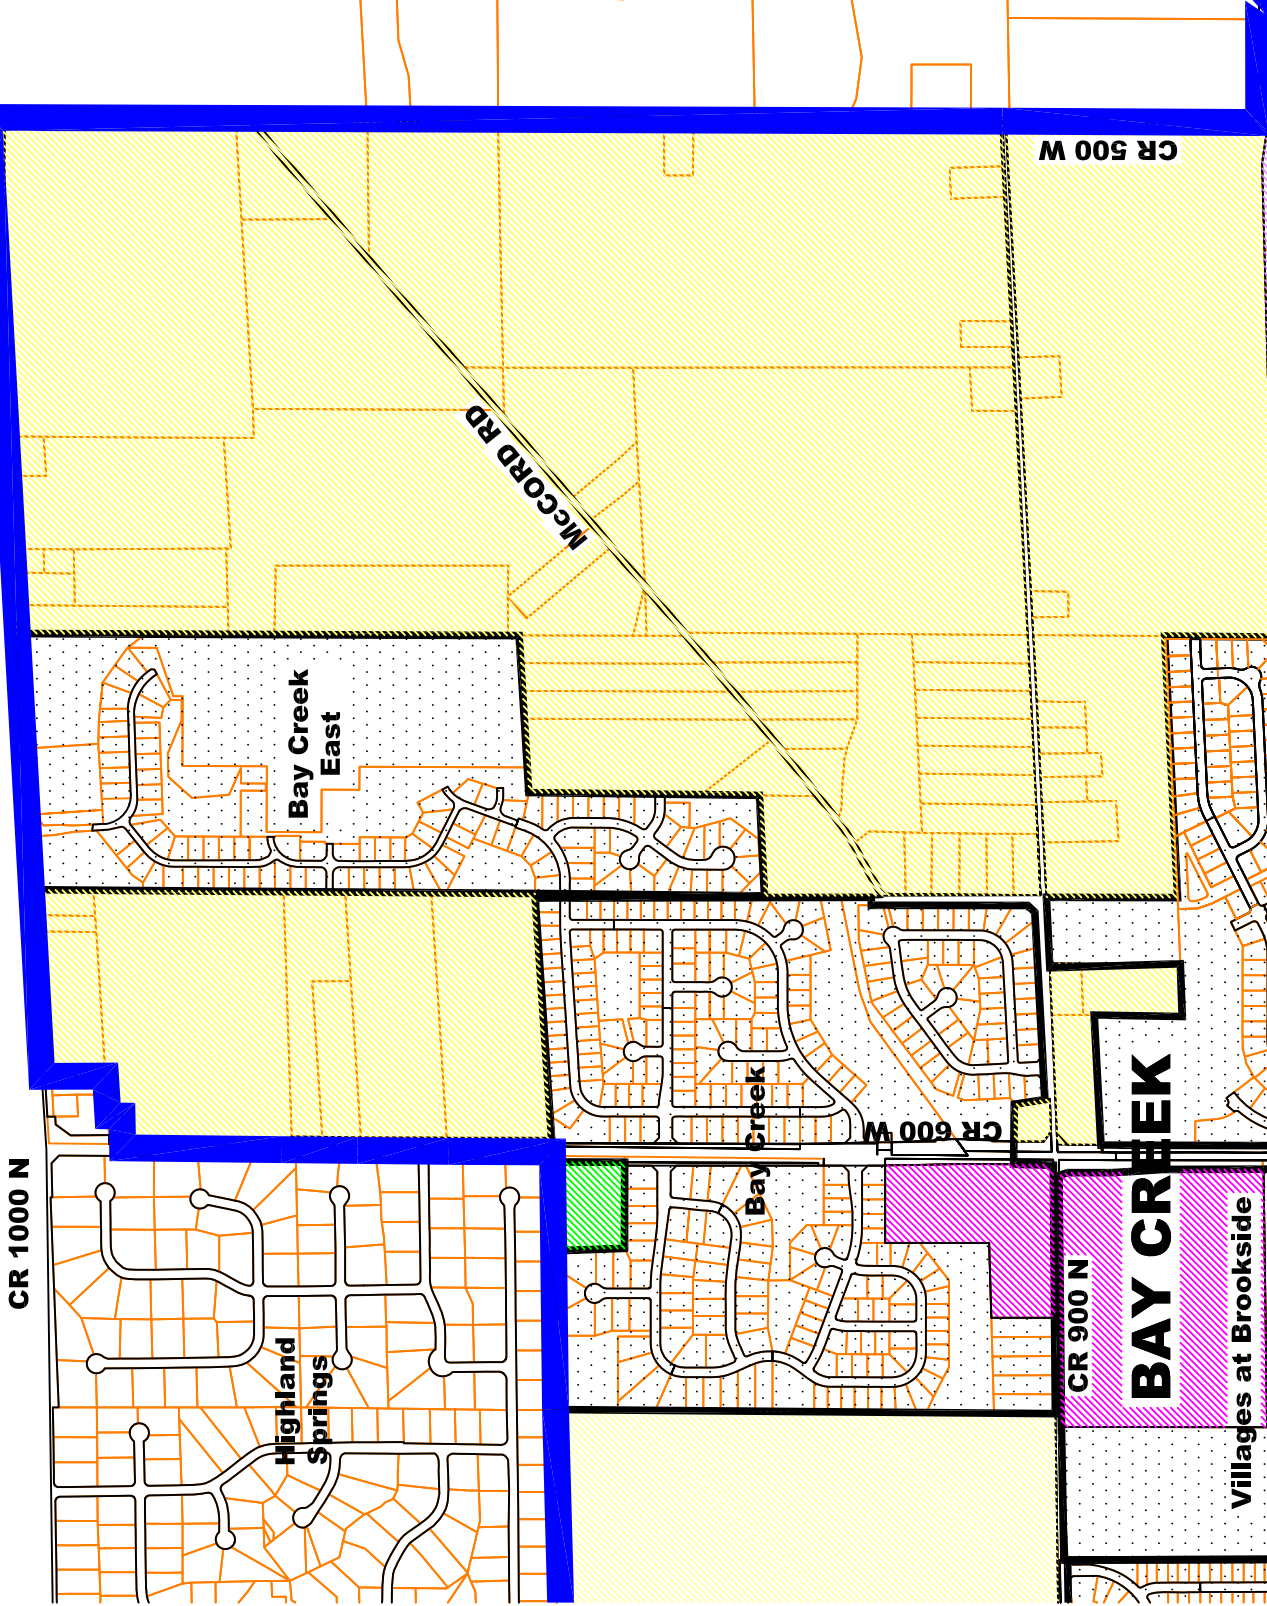 CR 500 W
McCORD RD
Bay Creek
East
CR 600 W
Bay Creek
BAY CREEK
CR 1000 N
CR 900 N
Villages at Brookside
Highland
Springs